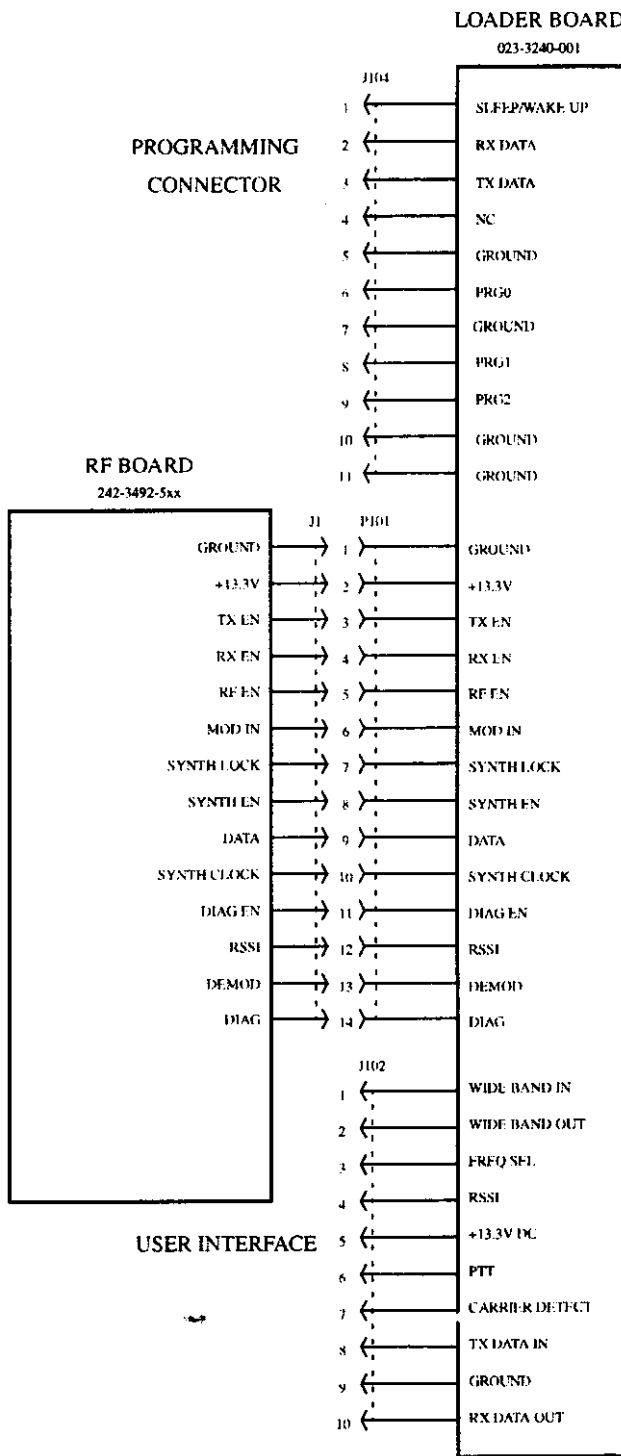 LOADER BOARD
023-3240-001
J104
PROGRAMMING
CONNECTOR
1 SLEEP/WAKE UP
2 RX DATA
3 TX DATA
4 NC
5 GROUND
6 PRG0
7 GROUND
8 PRG1
9 PRG2
10 GROUND
11 GROUND
RF BOARD
242-3492-5xx
J1 P101
GROUND 1 GROUND
+13.3V 2 +13.3V
TX EN 3 TX EN
RX EN 4 RX EN
RF EN 5 RF EN
MOD IN 6 MOD IN
SYNTH LOCK 7 SYNTH LOCK
SYNTH EN 8 SYNTH EN
DATA 9 DATA
SYNTH CLOCK 10 SYNTH CLOCK
DIAG EN 11 DIAG EN
RSSI 12 RSSI
DEMOD 13 DEMOD
DIAG 14 DIAG
J102
1 WIDE BAND IN
2 WIDE BAND OUT
3 FREQ SEL
4 RSSI
USER INTERFACE
5 +13.3V DC
6 PTT
7 CARRIER DETECT
8 TX DATA IN
9 GROUND
10 RX DATA OUT